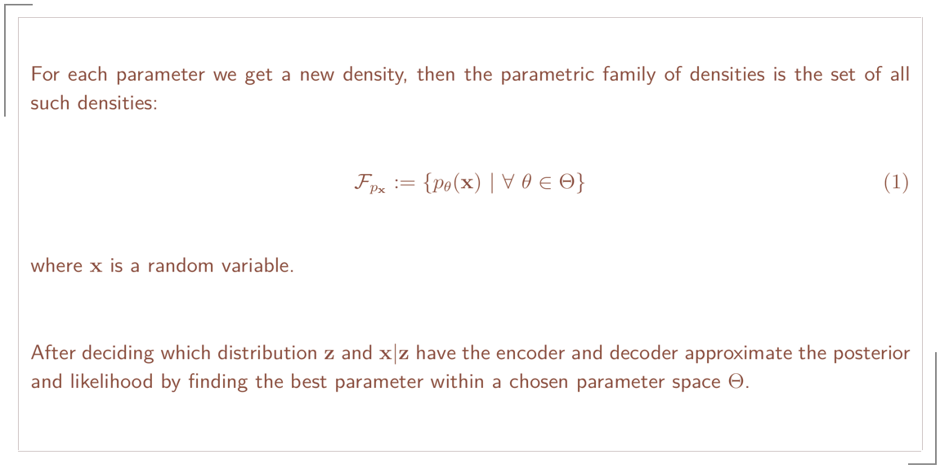 For each parameter we get a new density, then the parametric family of densities is the set of all
such densities:
$\mathcal{F}_{p_{\mathbf{x}}} := \{p_\theta(\mathbf{x}) \mid \forall\ \theta \in \Theta\}$ (1)
where $\mathbf{x}$ is a random variable.
After deciding which distribution $\mathbf{z}$ and $\mathbf{x}|\mathbf{z}$ have the encoder and decoder approximate the posterior
and likelihood by finding the best parameter within a chosen parameter space $\Theta$.